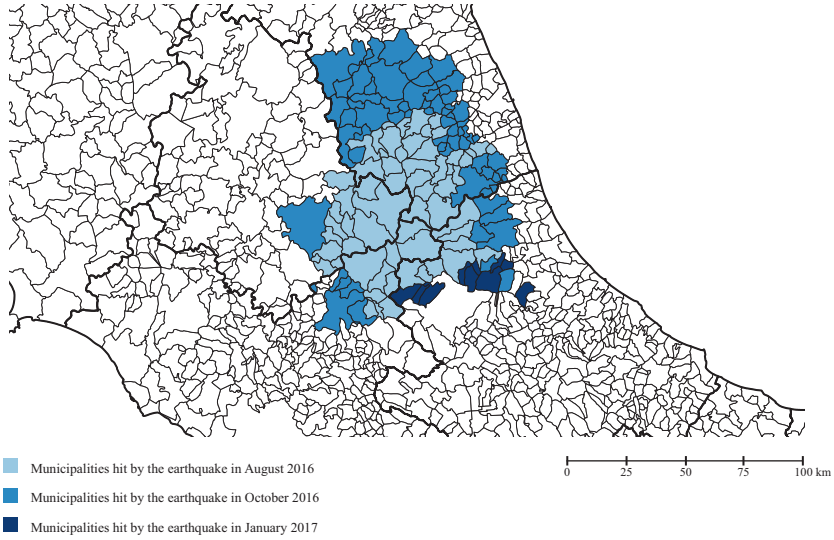 Municipalities hit by the earthquake in August 2016
Municipalities hit by the earthquake in October 2016
Municipalities hit by the earthquake in January 2017
0 25 50 75 100 km